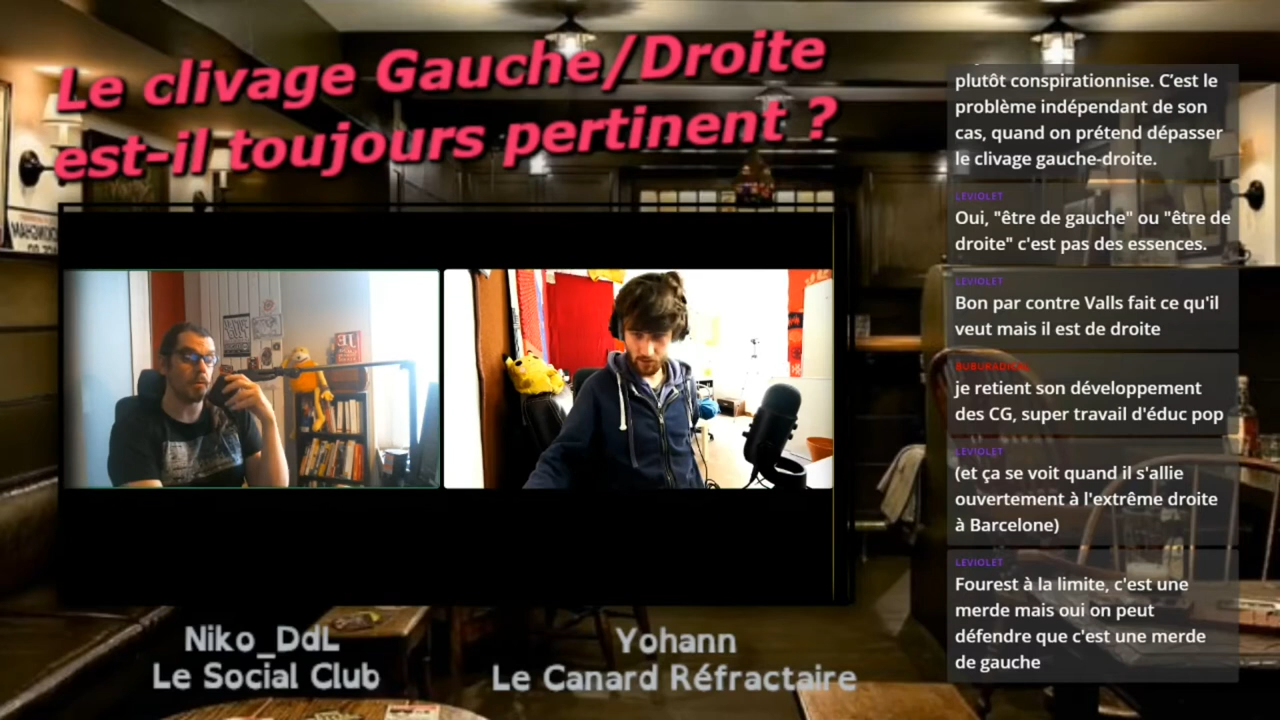 Le clivage Gauche/Droite
est-il toujours pertinent ?
plutôt conspirationnise. C'est le
problème indépendant de son
cas, quand on prétend dépasser
le clivage gauche-droite.
LEVIOLET
Oui, "être de gauche" ou "être de
droite" c'est pas des essences.
LEVIOLET
Bon par contre Valls fait ce qu'il
veut mais il est de droite
je retient son développement
des CG, super travail d'éduc pop
LEVIOLET
(et ça se voit quand il s'allie
ouvertement à l'extrême droite
à Barcelone)
LEVIOLET
Fourest à la limite, c'est une
merde mais oui on peut
défendre que c'est une merde
de gauche
Niko_DdL
Le Social Club
Yohann
Le Canard Réfractaire